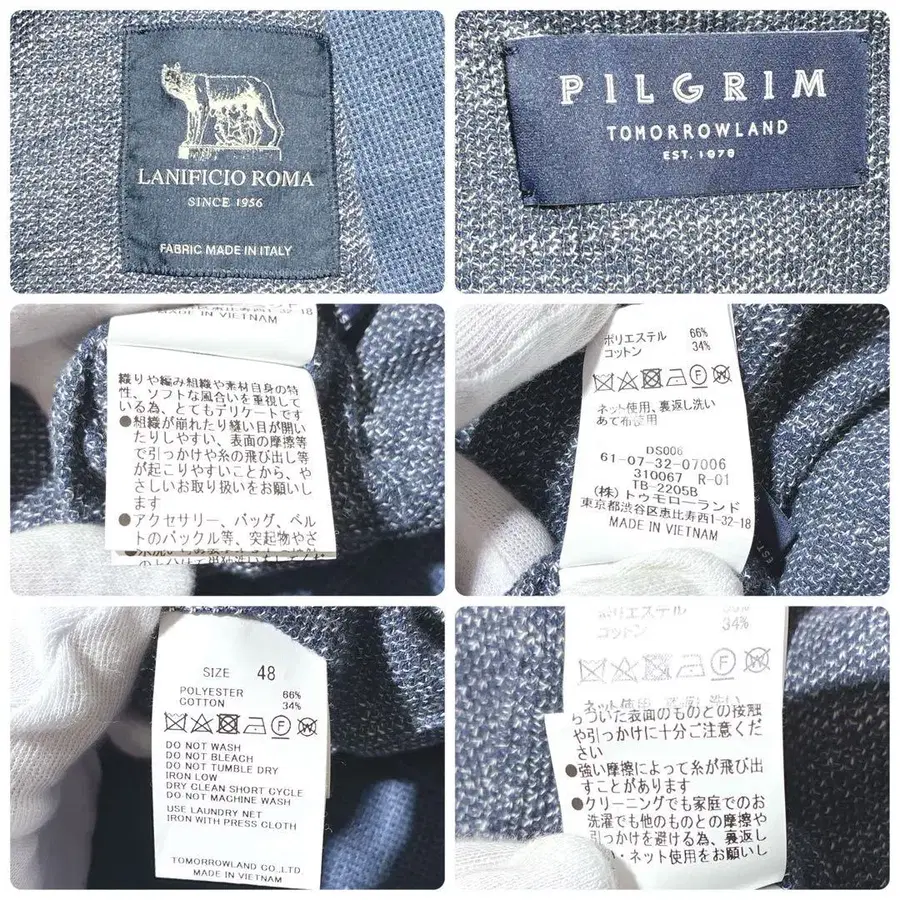 LANIFICIO ROMA
SINCE 1956
FABRIC MADE IN ITALY
PILGRIM
TOMORROWLAND
EST. 1978
1-32-18
MADE IN VIETNAM
織りや編み組織や素材自身の特
性、ソフトな風合いを重視して
いる為、とてもデリケートです
●組織が崩れたり縫い目が開い
たりしやすい、表面の摩擦等
で引っかけや糸の飛び出し等
が起こりやすいことから、や
さしいお取り扱いをお願いし
ます
●アクセサリー、バッグ、ベル
トのバックル等、突起物やざ
ポリエステル 66%
コットン 34%
ネット使用、裏返し洗い
あて布使用
DS006
61-07-32-07006
310067 R-01
TB-2205B
(株)トゥモローランド
東京都渋谷区恵比寿西1-32-18
MADE IN VIETNAM
EST.
SIZE 48
POLYESTER 66%
COTTON 34%
DO NOT WASH
DO NOT BLEACH
DO NOT TUMBLE DRY
IRON LOW
DRY CLEAN SHORT CYCLE
DO NOT MACHINE WASH
USE LAUNDRY NET
IRON WITH PRESS CLOTH
TOMORROWLAND CO.,LTD
MADE IN VIETNAM
ポリエステル 66%
コットン 34%
ネット使用、裏返し洗い
らついた表面のものとの接触
や引っかけに十分ご注意くだ
さい
●強い摩擦によって糸が飛び出
すことがあります
●クリーニングでも家庭でのお
洗濯でも他のものとの摩擦や
引っかけを避ける為、裏返
い・ネット使用をお願いし